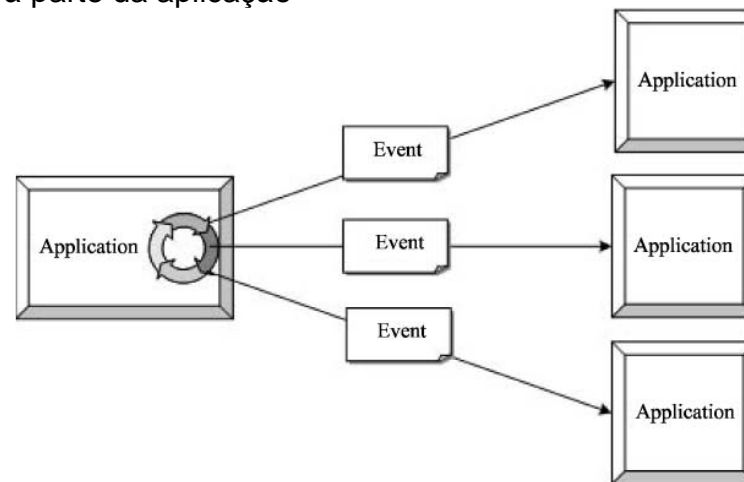 a parte da aplicação
Application
Event
Application
Event
Application
Event
Application